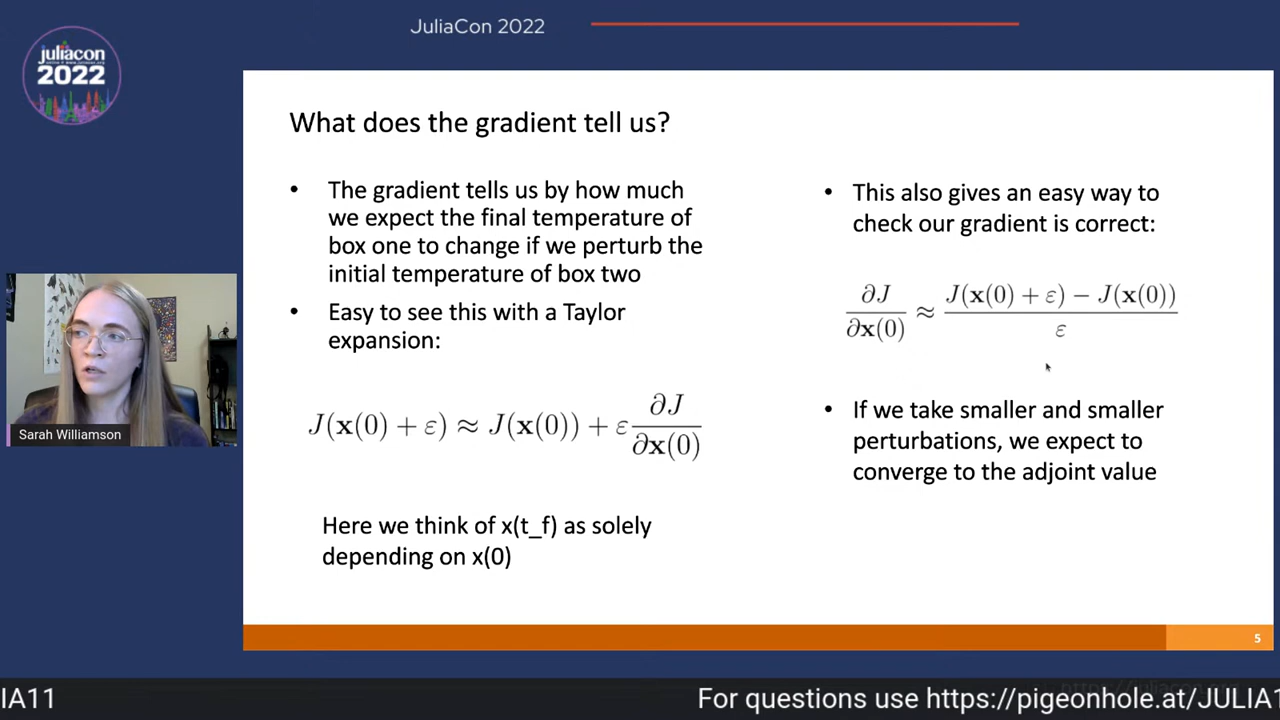 JuliaCon 2022
juliacon
2022
What does the gradient tell us?
• The gradient tells us by how much
we expect the final temperature of
box one to change if we perturb the
initial temperature of box two
• Easy to see this with a Taylor
expansion:
J(x(0) + ε) ≈ J(x(0)) + ε ∂J/∂x(0)
Here we think of x(t_f) as solely
depending on x(0)
• This also gives an easy way to
check our gradient is correct:
∂J/∂x(0) ≈ J(x(0) + ε) − J(x(0))/ε
• If we take smaller and smaller
perturbations, we expect to
converge to the adjoint value
5
Sarah Williamson
IA11
For questions use https://pigeonhole.at/JULIA1